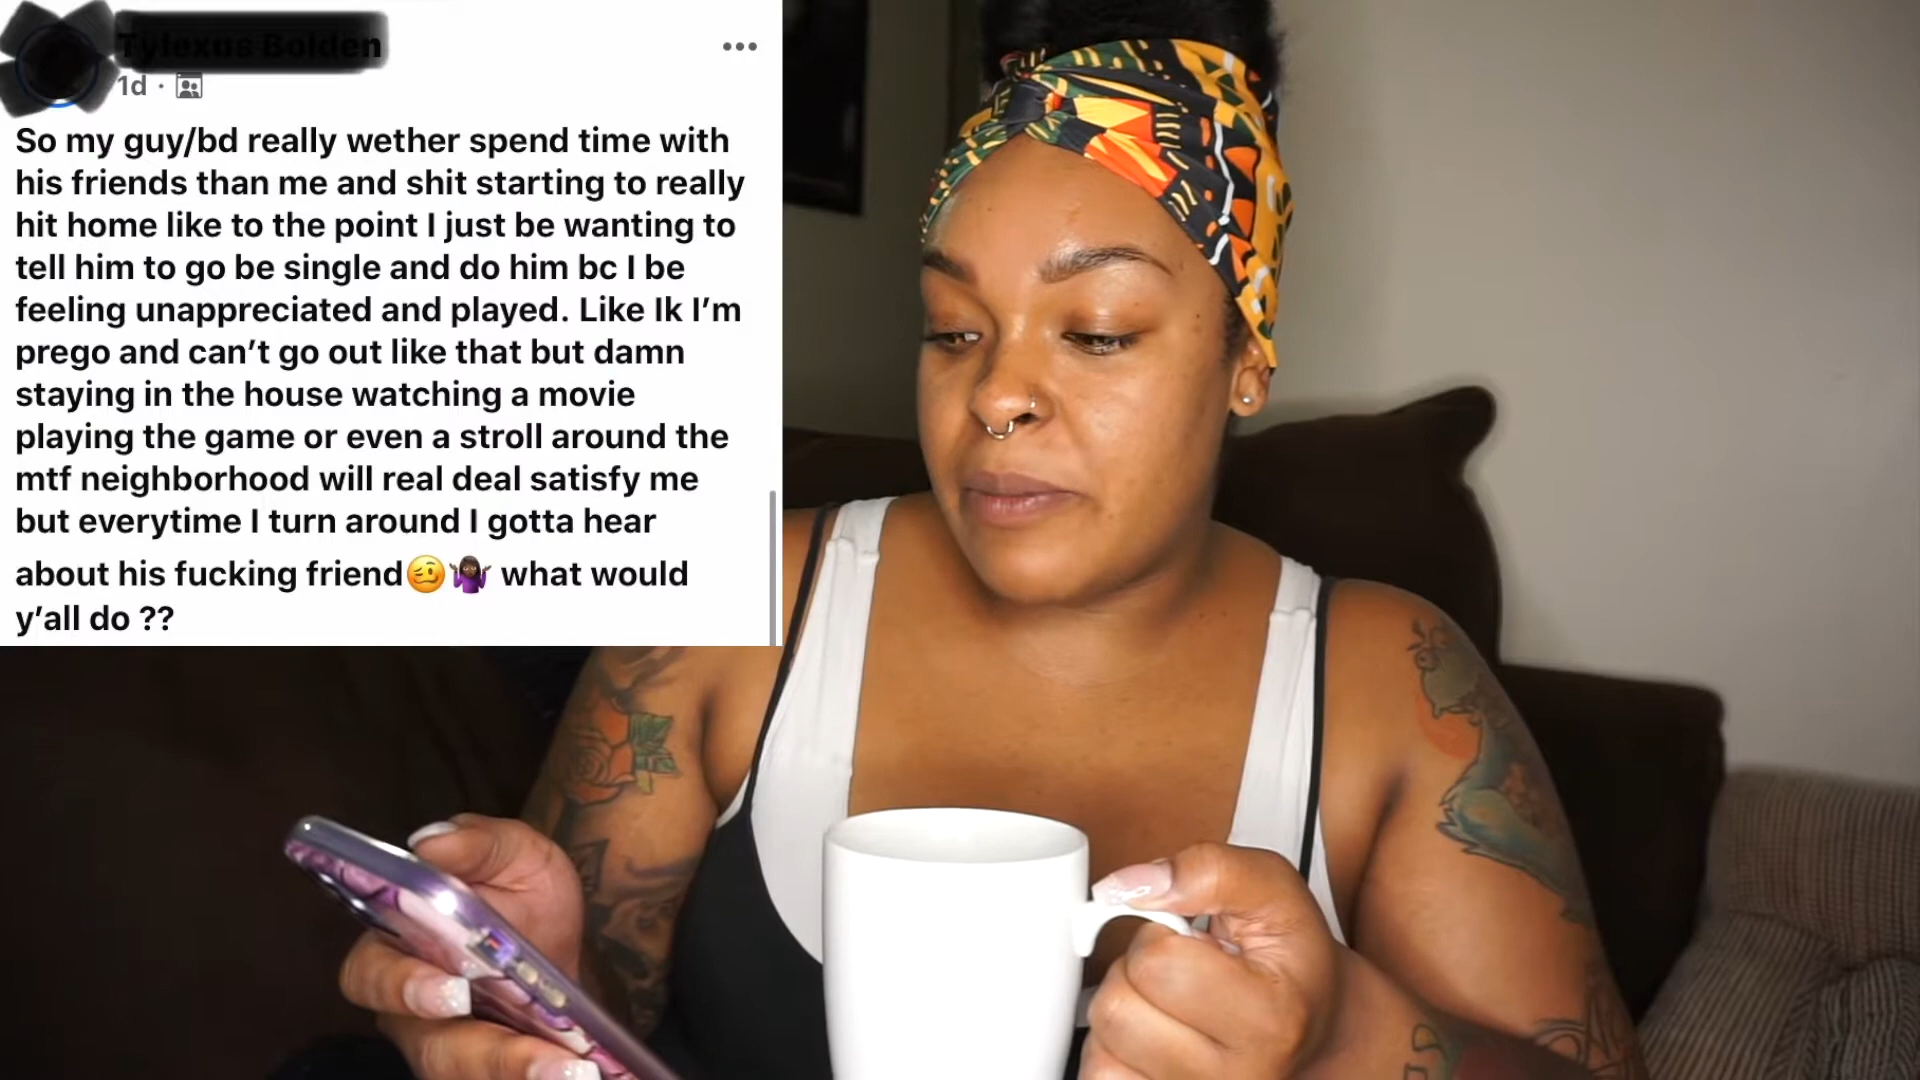 1d ·
So my guy/bd really wether spend time with
his friends than me and shit starting to really
hit home like to the point I just be wanting to
tell him to go be single and do him bc I be
feeling unappreciated and played. Like Ik I’m
prego and can’t go out like that but damn
staying in the house watching a movie
playing the game or even a stroll around the
mtf neighborhood will real deal satisfy me
but everytime I turn around I gotta hear
about his fucking friend🥴🤷🏿‍♀️ what would
y’all do ??